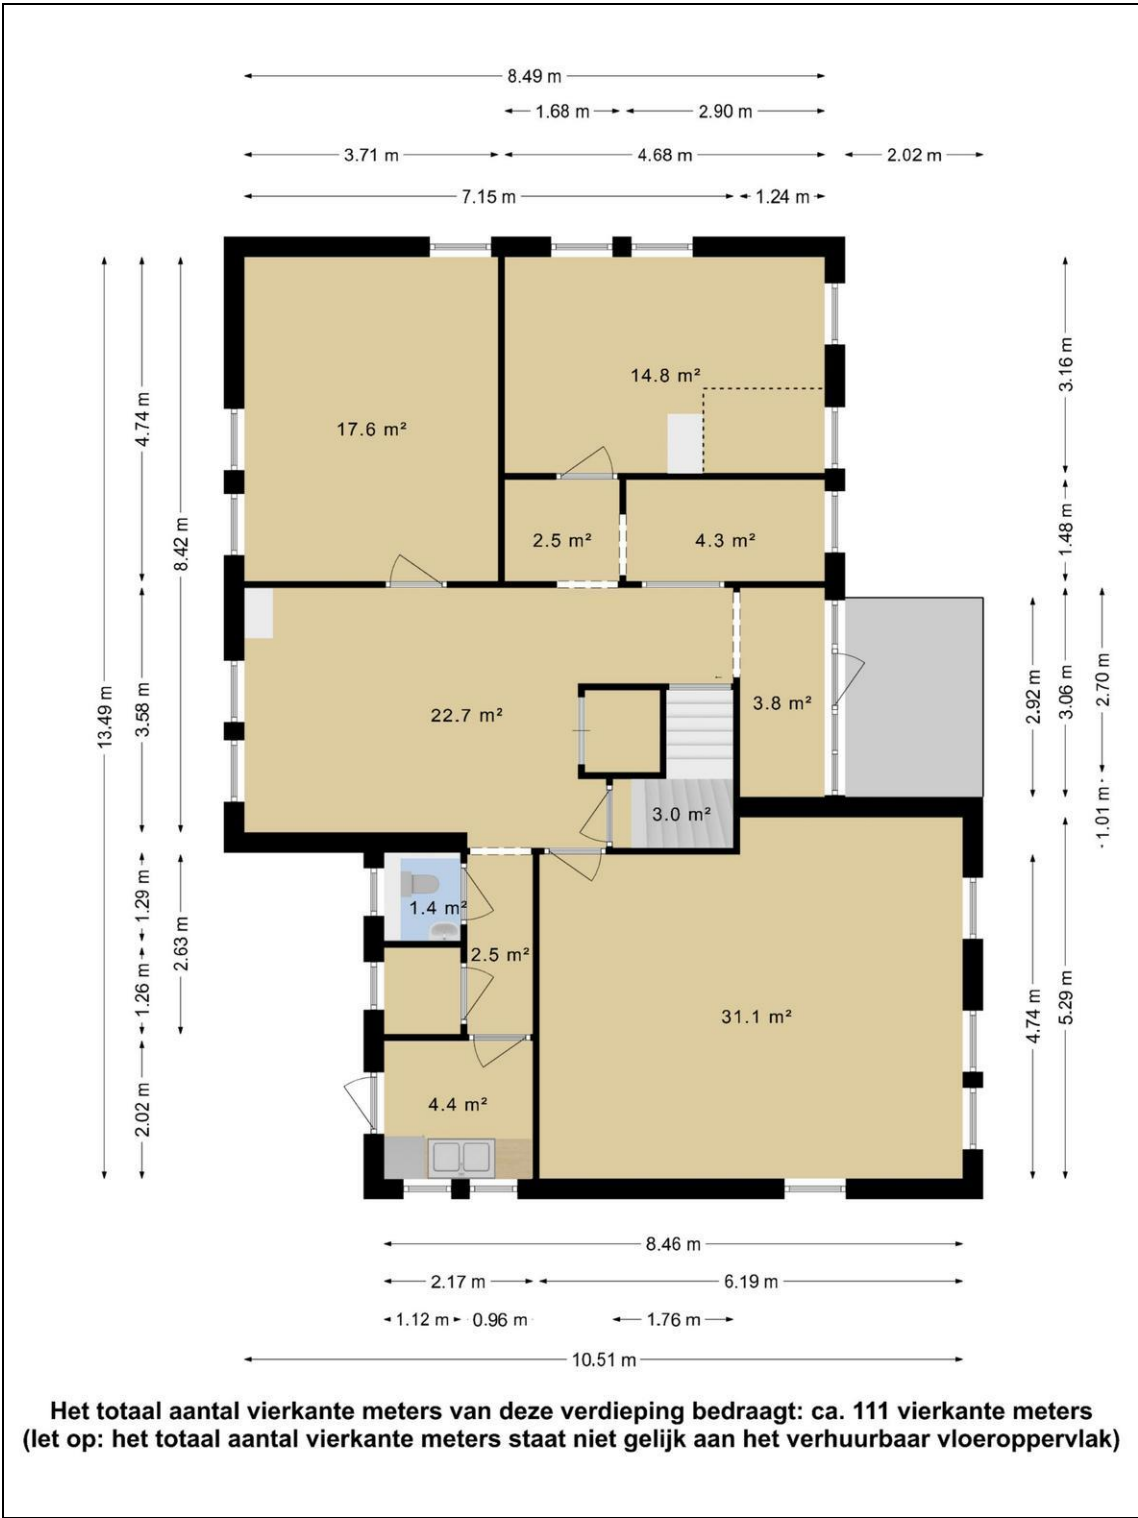 8.49 m
1.68 m
2.90 m
3.71 m
4.68 m
2.02 m
7.15 m
1.24 m
13.49 m
4.74 m
8.42 m
3.58 m
1.29 m
1.26 m
2.63 m
2.02 m
17.6 m²
14.8 m²
2.5 m²
4.3 m²
22.7 m²
3.8 m²
3.0 m²
1.4 m²
2.5 m²
31.1 m²
4.4 m²
3.16 m
1.48 m
2.92 m
3.06 m
2.70 m
1.01 m
4.74 m
5.29 m
8.46 m
2.17 m
6.19 m
1.12 m
0.96 m
1.76 m
10.51 m
Het totaal aantal vierkante meters van deze verdieping bedraagt: ca. 111 vierkante meters
(let op: het totaal aantal vierkante meters staat niet gelijk aan het verhuurbaar vloeroppervlak)